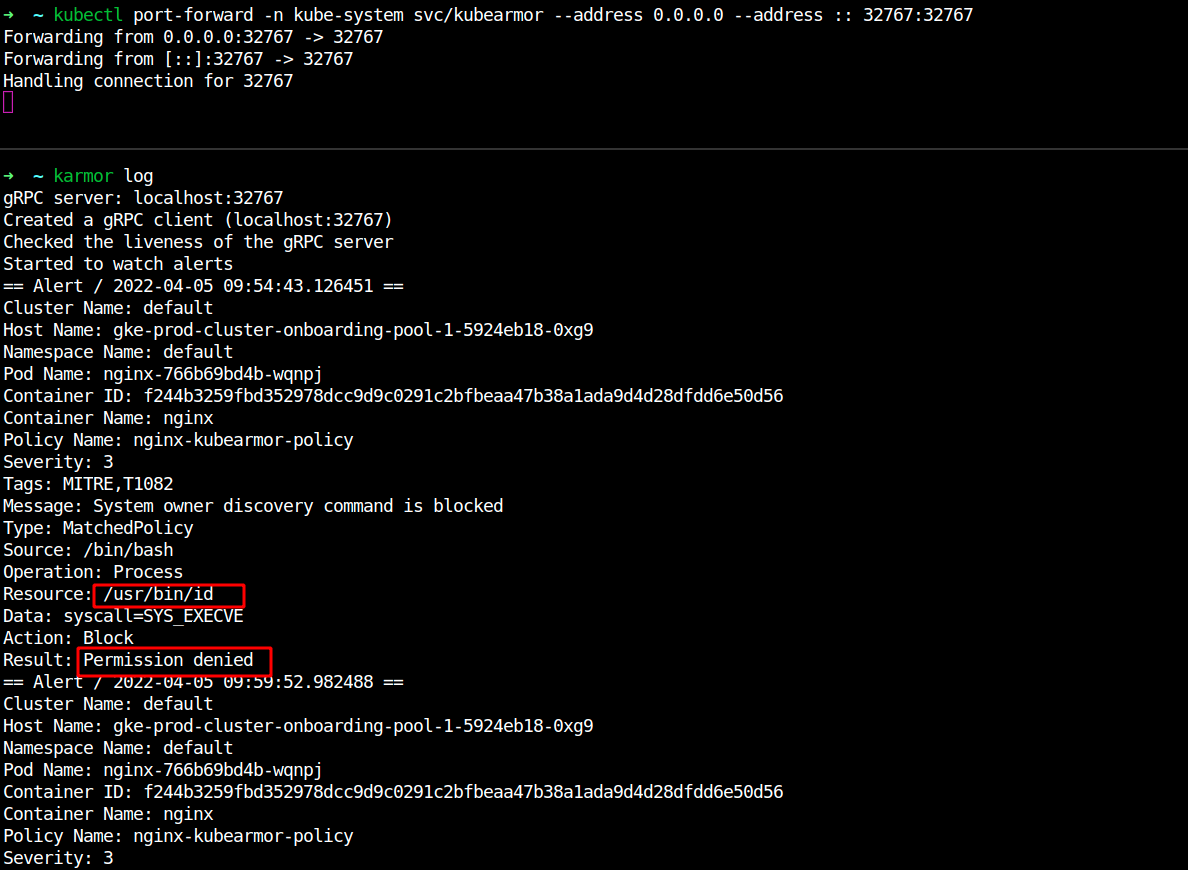 → ~ kubectl port-forward -n kube-system svc/kubearmor --address 0.0.0.0 --address :: 32767:32767
Forwarding from 0.0.0.0:32767 -> 32767
Forwarding from [::]:32767 -> 32767
Handling connection for 32767
→ ~ karmor log
gRPC server: localhost:32767
Created a gRPC client (localhost:32767)
Checked the liveness of the gRPC server
Started to watch alerts
== Alert / 2022-04-05 09:54:43.126451 ==
Cluster Name: default
Host Name: gke-prod-cluster-onboarding-pool-1-5924eb18-0xg9
Namespace Name: default
Pod Name: nginx-766b69bd4b-wqnpj
Container ID: f244b3259fbd352978dcc9d9c0291c2bfbeaa47b38a1ada9d4d28dfdd6e50d56
Container Name: nginx
Policy Name: nginx-kubearmor-policy
Severity: 3
Tags: MITRE,T1082
Message: System owner discovery command is blocked
Type: MatchedPolicy
Source: /bin/bash
Operation: Process
Resource: /usr/bin/id
Data: syscall=SYS_EXECVE
Action: Block
Result: Permission denied
== Alert / 2022-04-05 09:59:52.982488 ==
Cluster Name: default
Host Name: gke-prod-cluster-onboarding-pool-1-5924eb18-0xg9
Namespace Name: default
Pod Name: nginx-766b69bd4b-wqnpj
Container ID: f244b3259fbd352978dcc9d9c0291c2bfbeaa47b38a1ada9d4d28dfdd6e50d56
Container Name: nginx
Policy Name: nginx-kubearmor-policy
Severity: 3